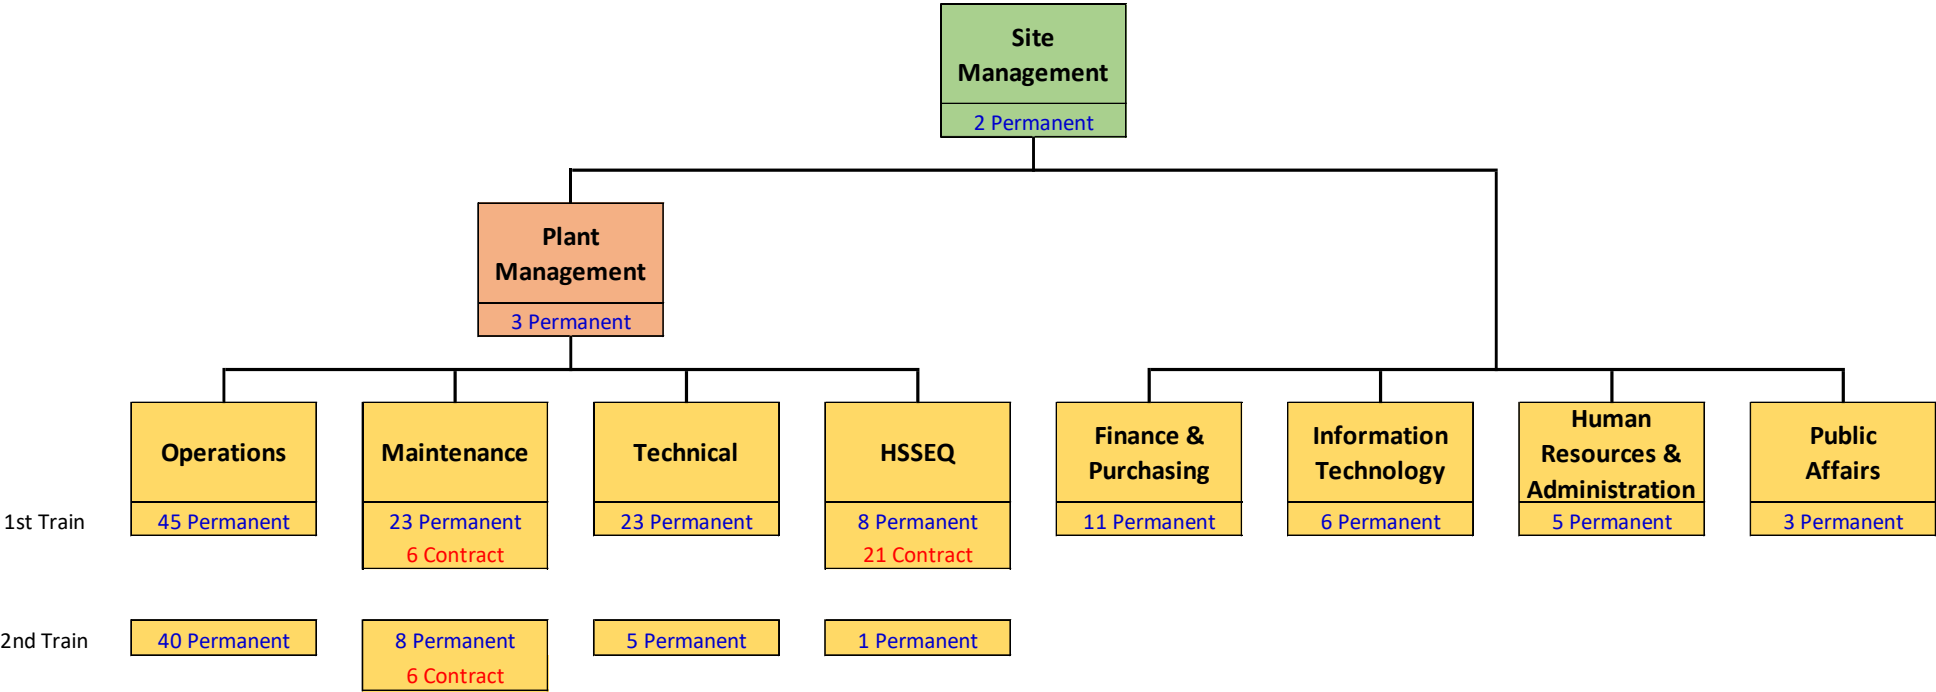 Site
Management
2 Permanent
Plant
Management
3 Permanent
Operations
Maintenance
Technical
HSSEQ
Finance &
Purchasing
Information
Technology
Human
Resources &
Administration
Public
Affairs
1st Train
45 Permanent
23 Permanent
6 Contract
23 Permanent
8 Permanent
21 Contract
11 Permanent
6 Permanent
5 Permanent
3 Permanent
2nd Train
40 Permanent
8 Permanent
6 Contract
5 Permanent
1 Permanent